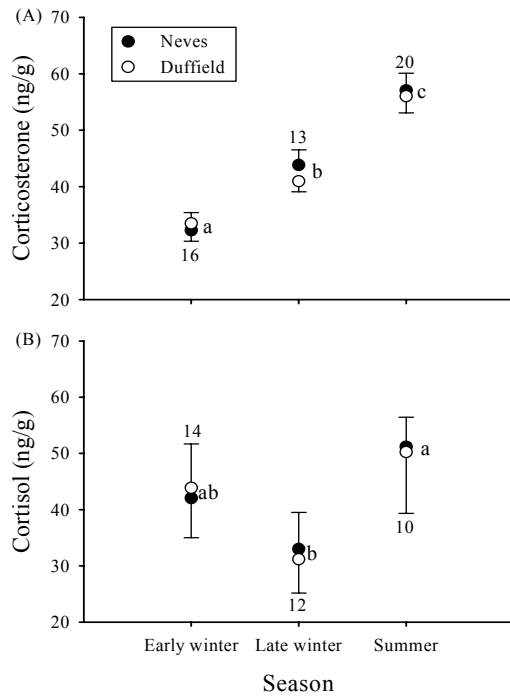 (A)
70
60
50
40
30
20
Corticosterone (ng/g)
Neves
Duffield
16
a
13
b
20
c
(B)
70
60
50
40
30
20
Cortisol (ng/g)
14
ab
12
b
10
a
Early winter Late winter Summer
Season